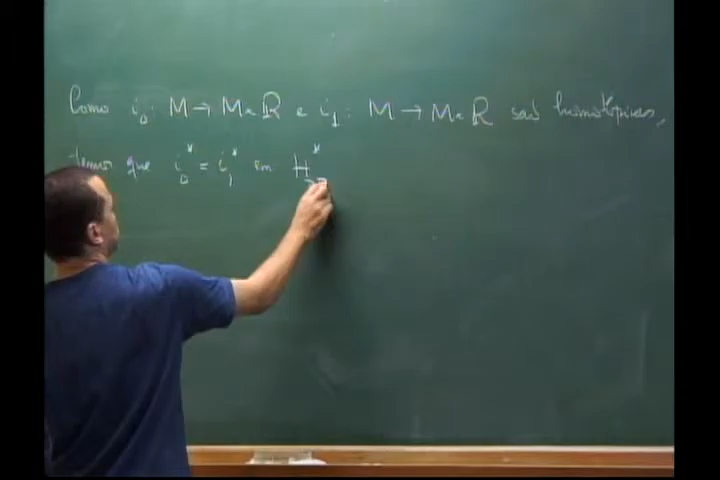 Como i₀: M → M × ℝ e i₁: M → M × ℝ são homotópicas,
temos que i₀* = i₁* em H*